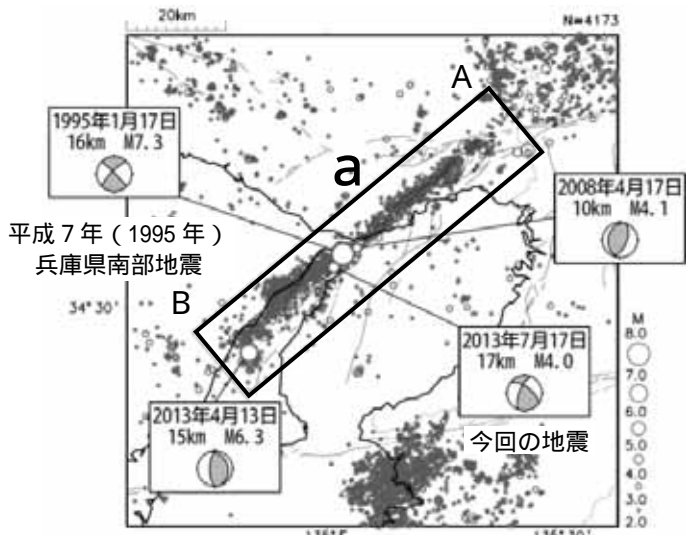 20km
N=4173
A
1995年1月17日
16km M7.3
a
2008年4月17日
10km M4.1
平成7年(1995年)
兵庫県南部地震
B
34°30'
M
8.0
7.0
6.0
5.0
4.0
3.0
2.0
2013年7月17日
17km M4.0
今回の地震
2013年4月13日
15km M6.3
135°30'